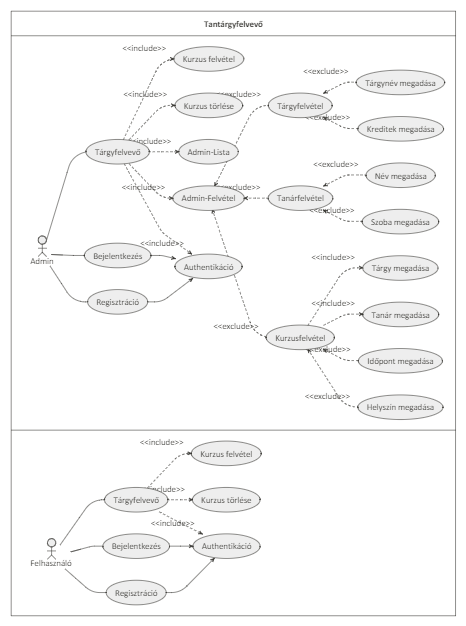 Tantárgyfelvevő
<<include>>
Kurzus felvétel
<<exclude>>
Tárgynév megadása
<<include>>
<<exclude>>
Kurzus törlése
Tárgyfelvétel
<<exclude>>
Kreditek megadása
<<include>>
Tárgyfelvevő
Admin-Lista
<<exclude>>
Név megadása
<<include>>
<<exclude>>
Admin-Felvétel
Tanárfelvétel
<<exclude>>
Szoba megadása
<<include>>
Admin
Bejelentkezés
Authentikáció
<<include>>
Tárgy megadása
Regisztráció
<<include>>
Tanár megadása
<<exclude>>
Kurzusfelvétel
<<exclude>>
Időpont megadása
<<exclude>>
Helyszín megadása
<<include>>
Kurzus felvétel
<<include>>
Tárgyfelvevő
Kurzus törlése
<<include>>
Bejelentkezés
Authentikáció
Felhasználó
Regisztráció